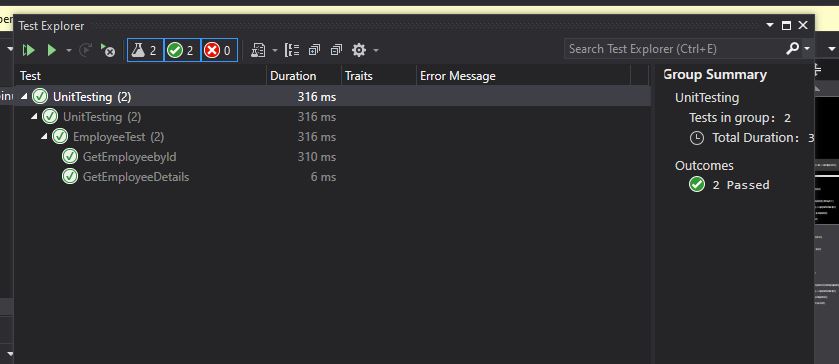 per
Test Explorer
2 2 0
Search Test Explorer (Ctrl+E)
Test Duration Traits Error Message
UnitTesting (2) 316 ms
UnitTesting (2) 316 ms
EmployeeTest (2) 316 ms
GetEmployeebyId 310 ms
GetEmployeeDetails 6 ms
Group Summary
UnitTesting
Tests in group: 2
Total Duration: 3
Outcomes
2 Passed